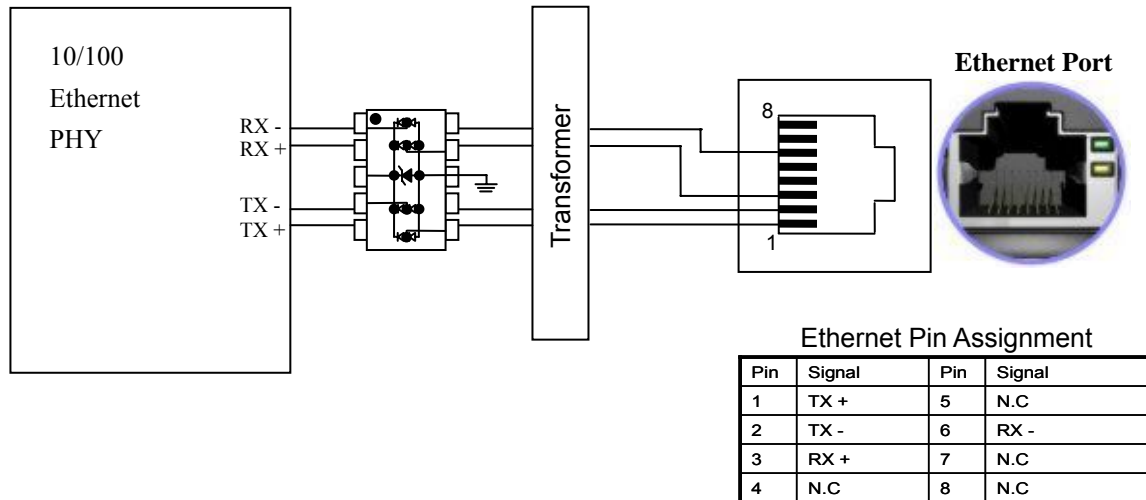 10/100
Ethernet
PHY
RX -
RX +
TX -
TX +
Transformer
8
1
Ethernet Port
Ethernet Pin Assignment
Pin Signal Pin Signal
1 TX + 5 N.C
2 TX - 6 RX -
3 RX + 7 N.C
4 N.C 8 N.C